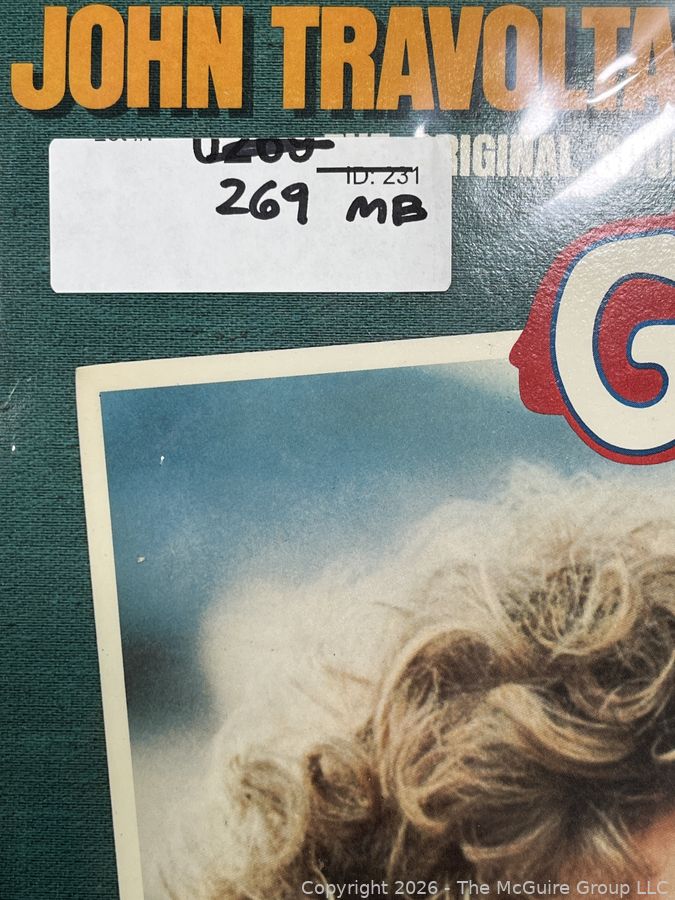 JOHN TRAVOLTA
ID: 231
269 MB
G
Copyright 2026 - The McGuire Group LLC